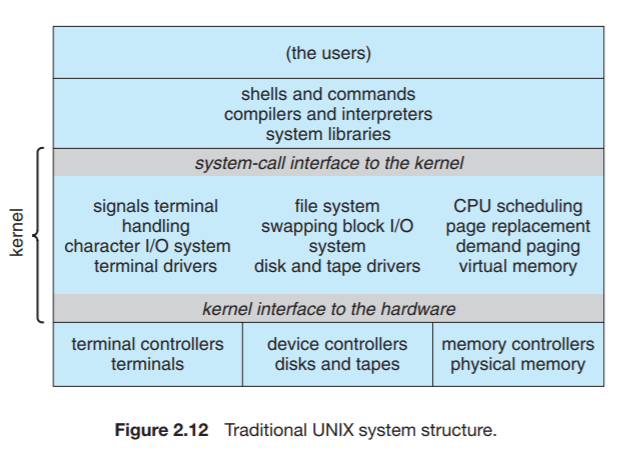 (the users)
shells and commands
compilers and interpreters
system libraries
system-call interface to the kernel
kernel
signals terminal
handling
character I/O system
terminal drivers
file system
swapping block I/O
system
disk and tape drivers
CPU scheduling
page replacement
demand paging
virtual memory
kernel interface to the hardware
terminal controllers
terminals
device controllers
disks and tapes
memory controllers
physical memory
Figure 2.12 Traditional UNIX system structure.